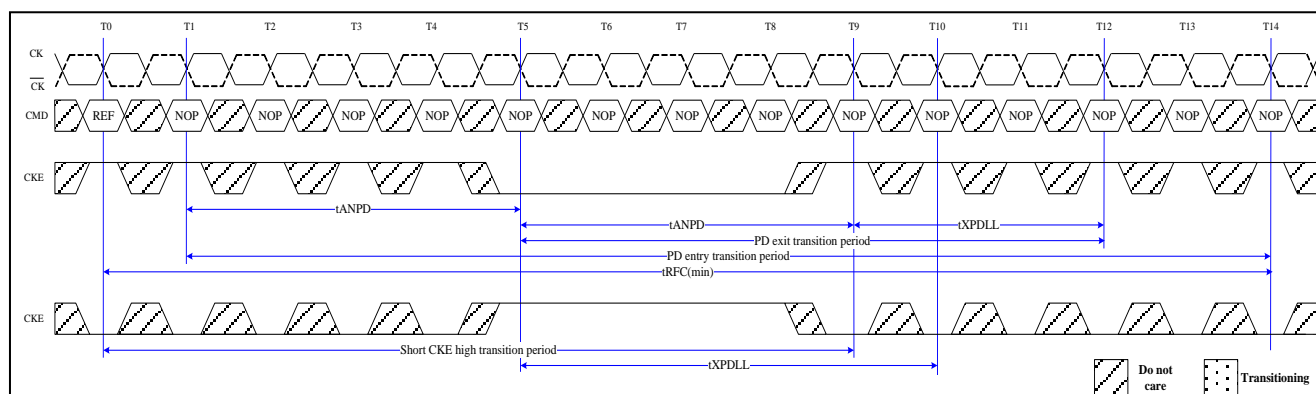 T0 T1 T2 T3 T4 T5 T6 T7 T8 T9 T10 T11 T12 T13 T14
CK
CK
CMD REF NOP NOP NOP NOP NOP NOP NOP NOP NOP NOP NOP NOP NOP NOP
CKE
tANPD
tANPD tXPDLL
PD exit transition period
PD entry transition period
tRFC(min)
CKE
Short CKE high transition period
tXPDLL
Do not care Transitioning